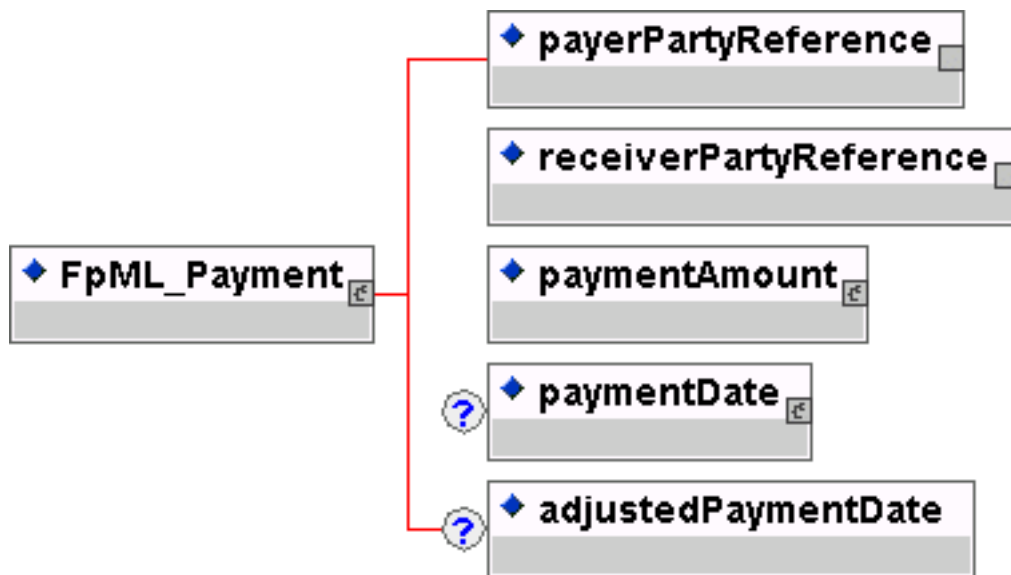 payerPartyReference
receiverPartyReference
FpML_Payment
paymentAmount
?
paymentDate
?
adjustedPaymentDate